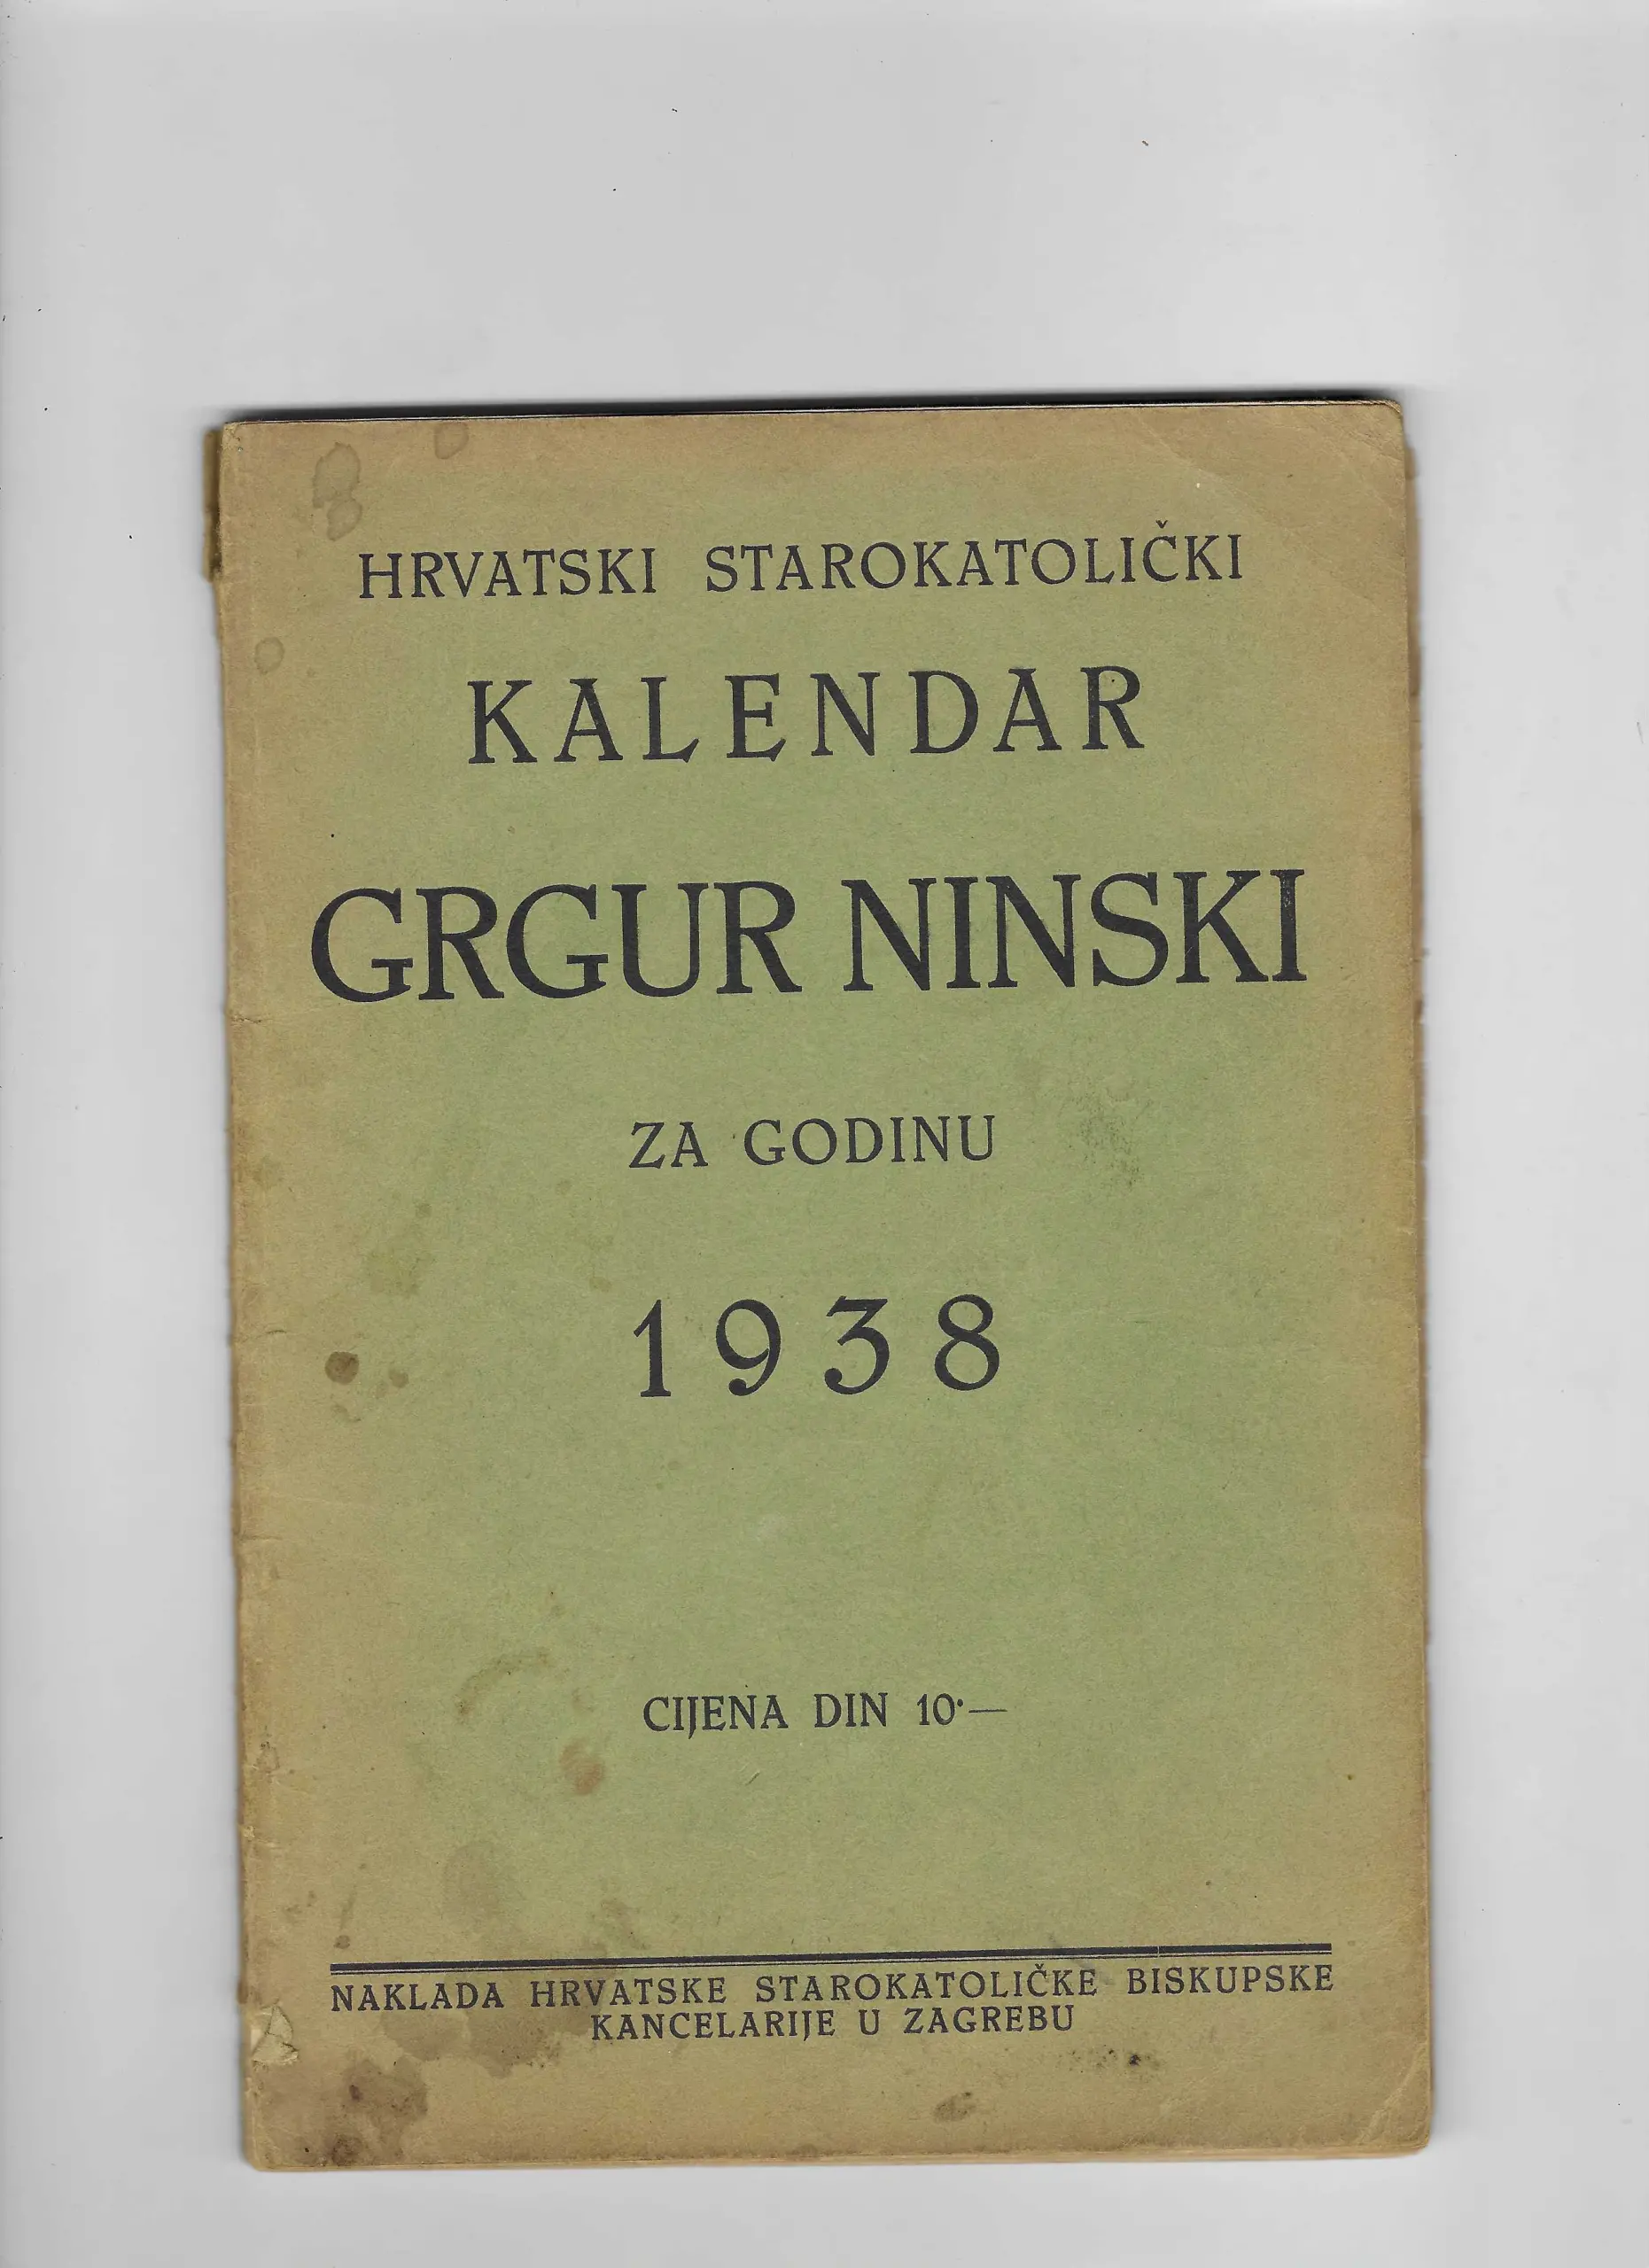 HRVATSKI STAROKATOLIČKI
KALENDAR
GRGUR NINSKI
ZA GODINU
1938
CIJENA DIN 10·—
NAKLADA HRVATSKE STAROKATOLIČKE BISKUPSKE
KANCELARIJE U ZAGREBU